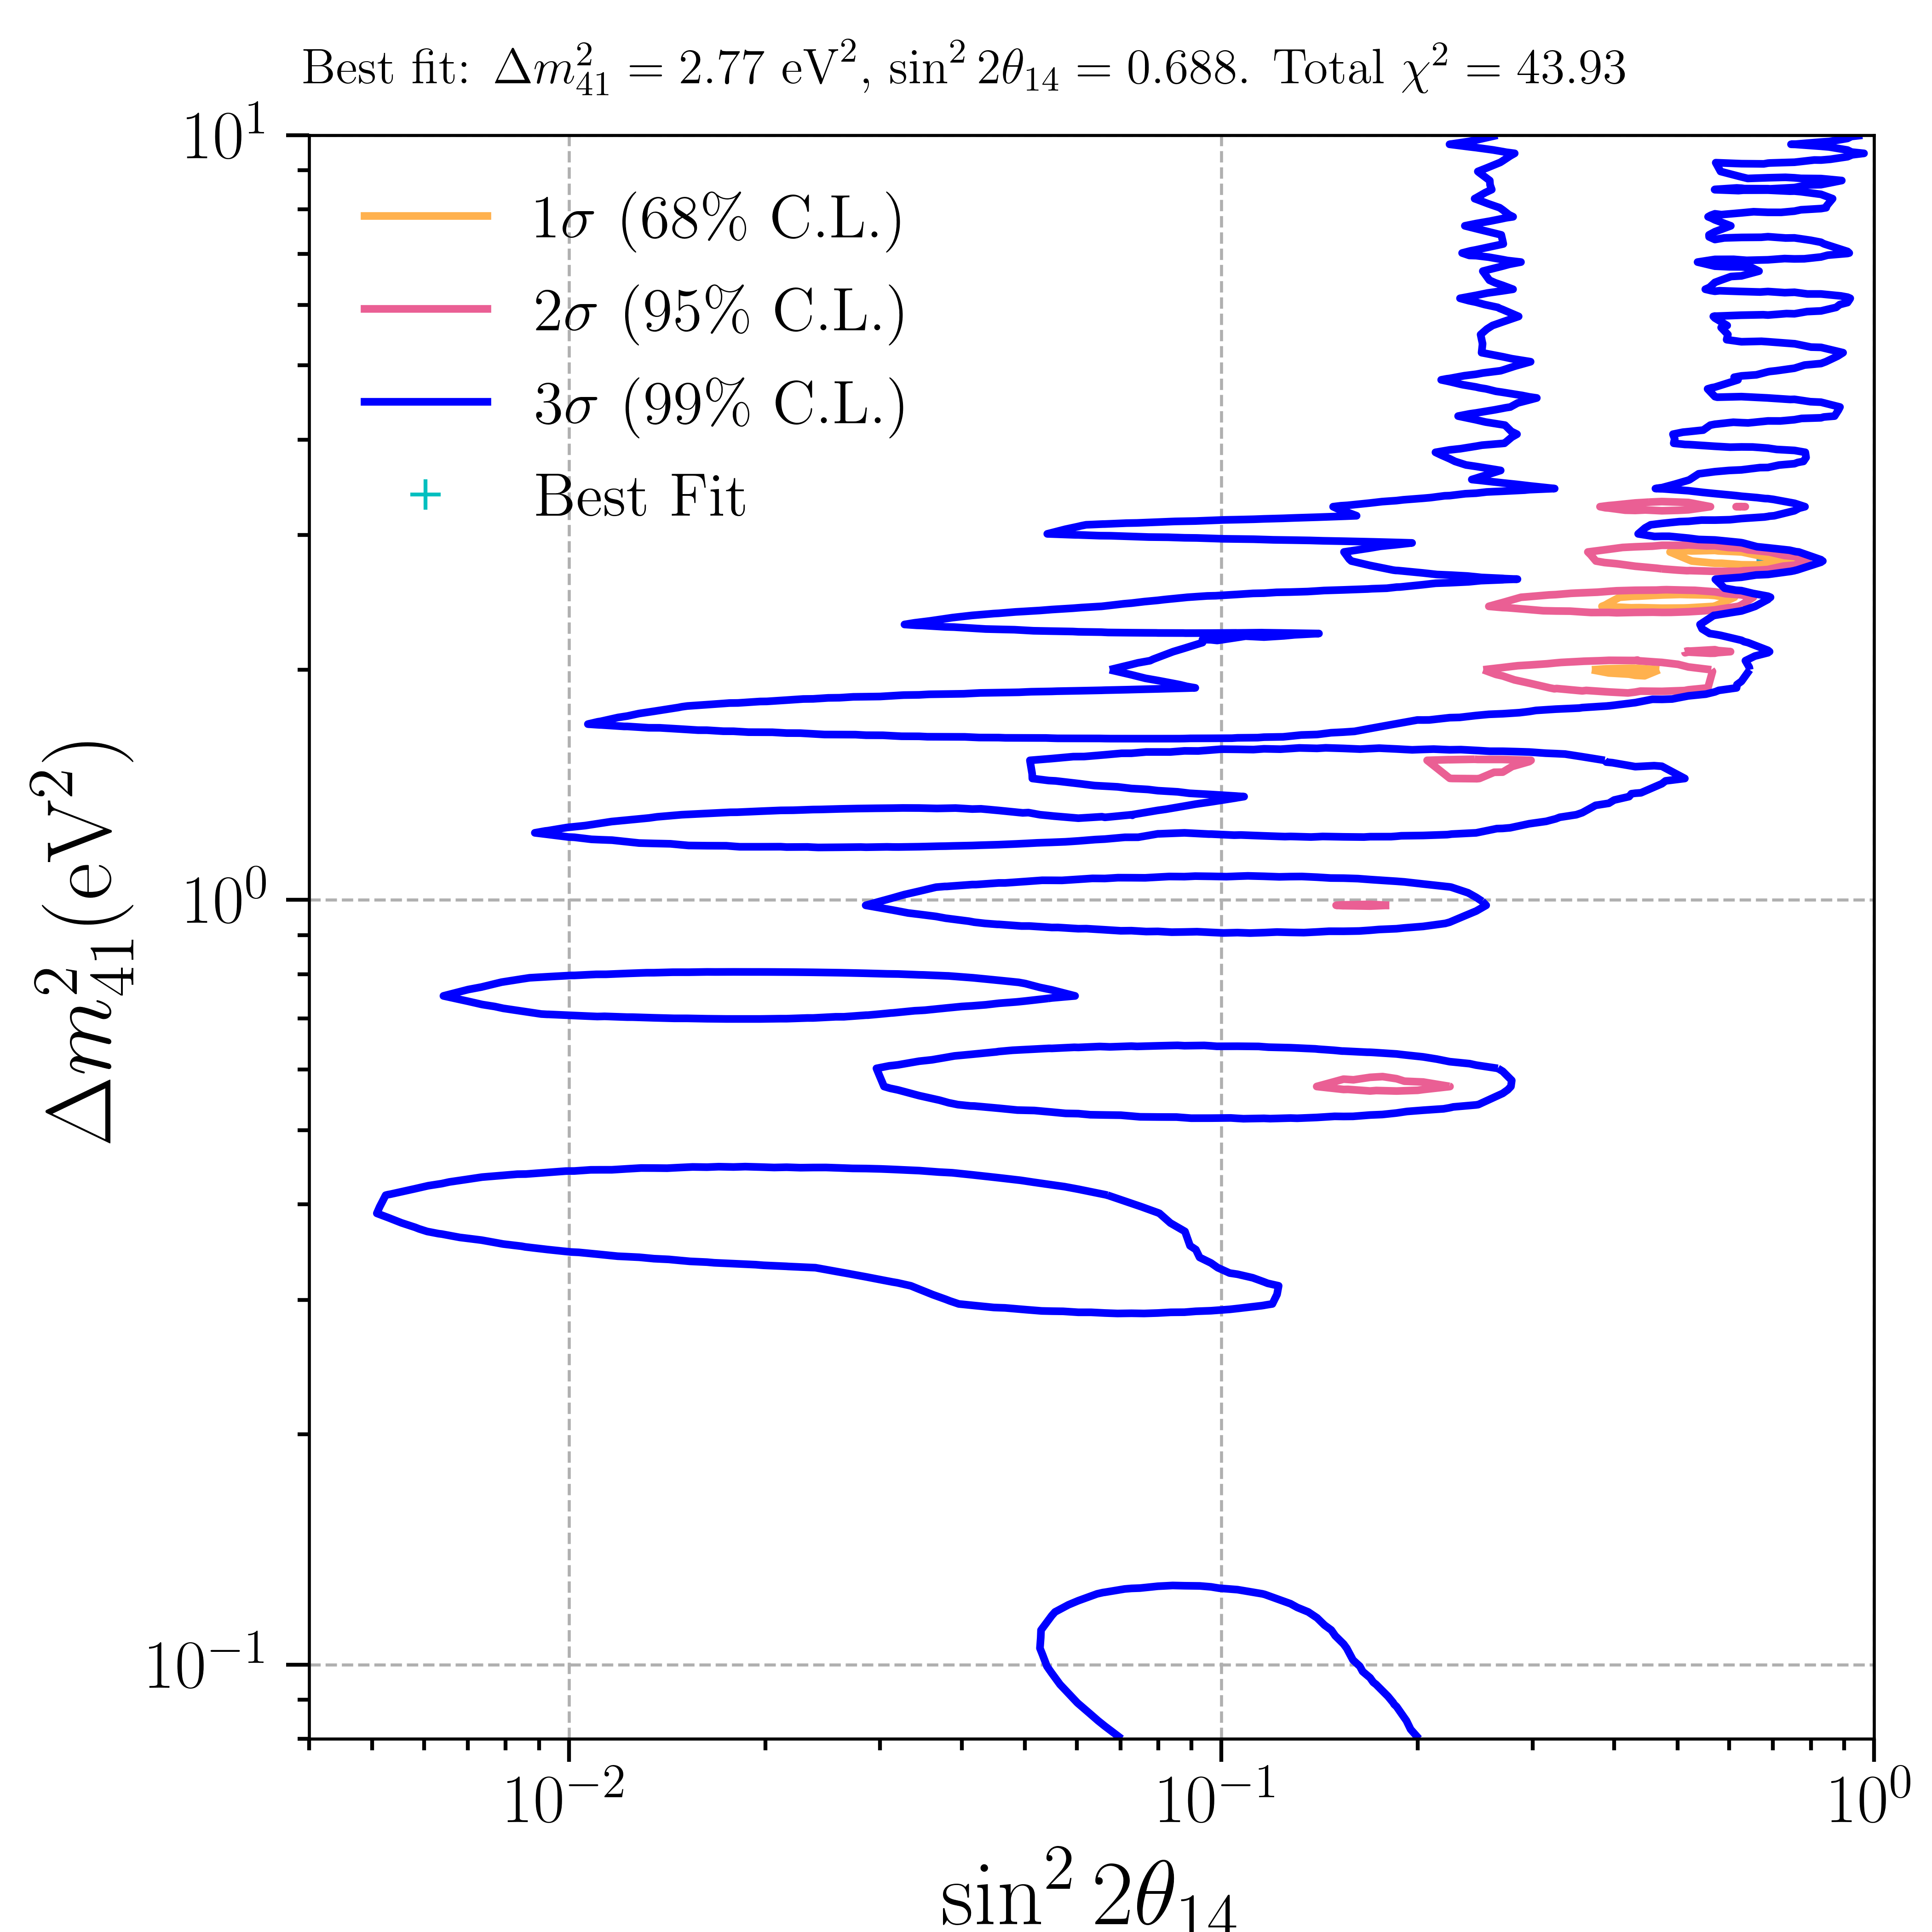 Best fit: Δm²₄₁ = 2.77 eV², sin² 2θ₁₄ = 0.688. Total χ² = 43.93
10¹
1σ (68% C.L.)
2σ (95% C.L.)
3σ (99% C.L.)
Best Fit
Δm²₄₁(eV²)
10⁰
10⁻¹
10⁻² 10⁻¹ 10⁰
sin² 2θ₁₄